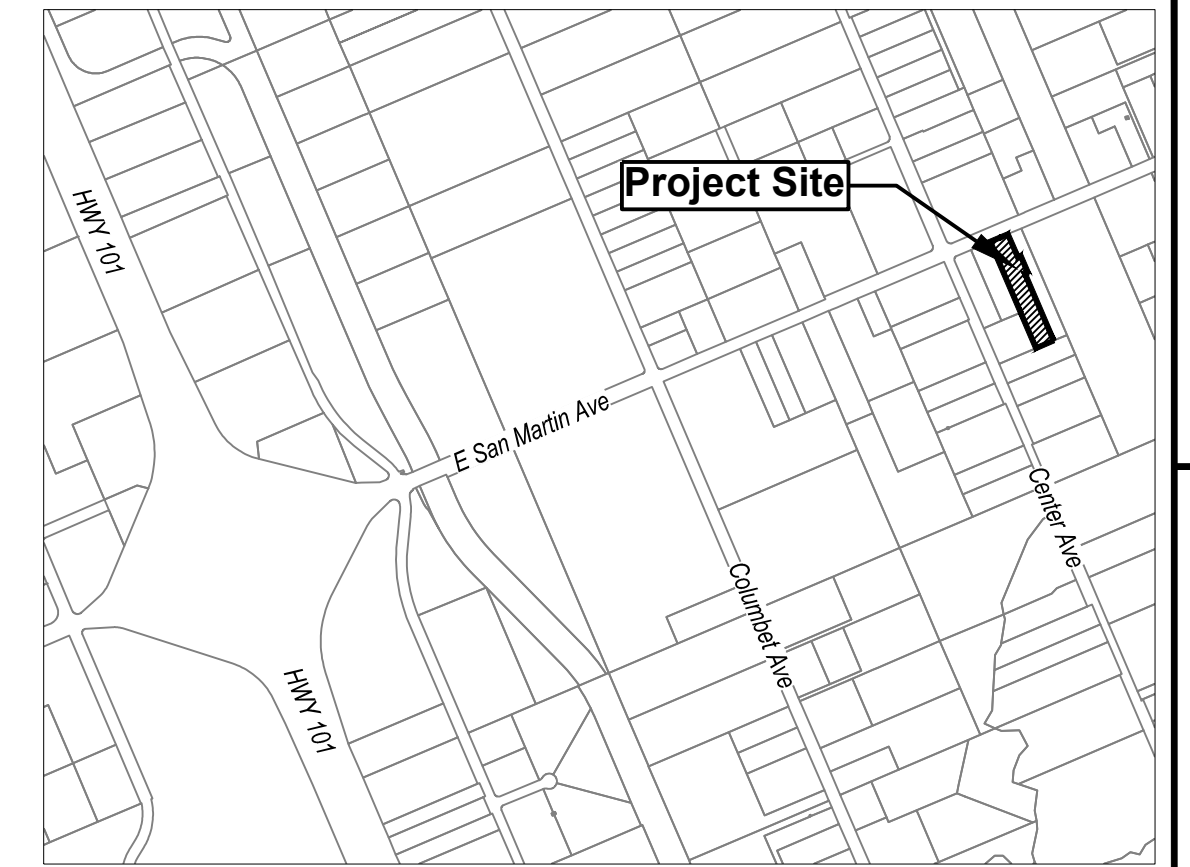 Project Site
HWY 101
E San Martin Ave
Center Ave
Columbet Ave
HWY 101